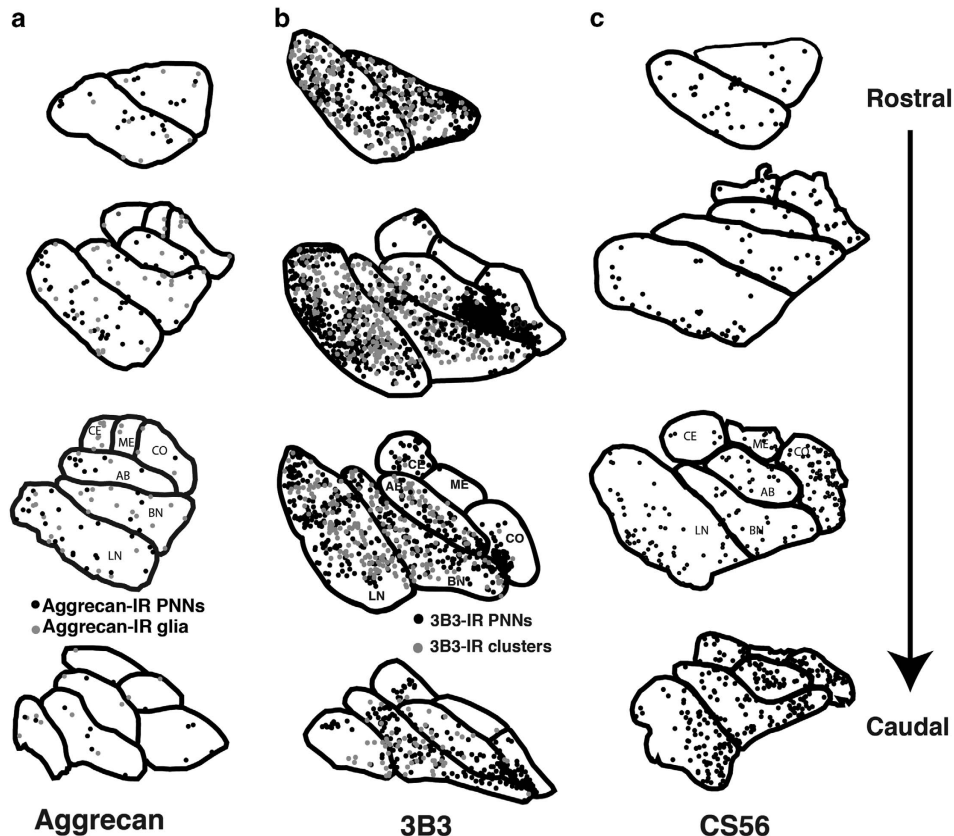 a
b
c
Rostral
CE
ME
CO
AB
BN
LN
Aggrecan-IR PNNs
Aggrecan-IR glia
CE
AB
ME
CO
BN
LN
3B3-IR PNNs
3B3-IR clusters
CE
ME
CO
AB
LN
BN
Caudal
Aggrecan
3B3
CS56